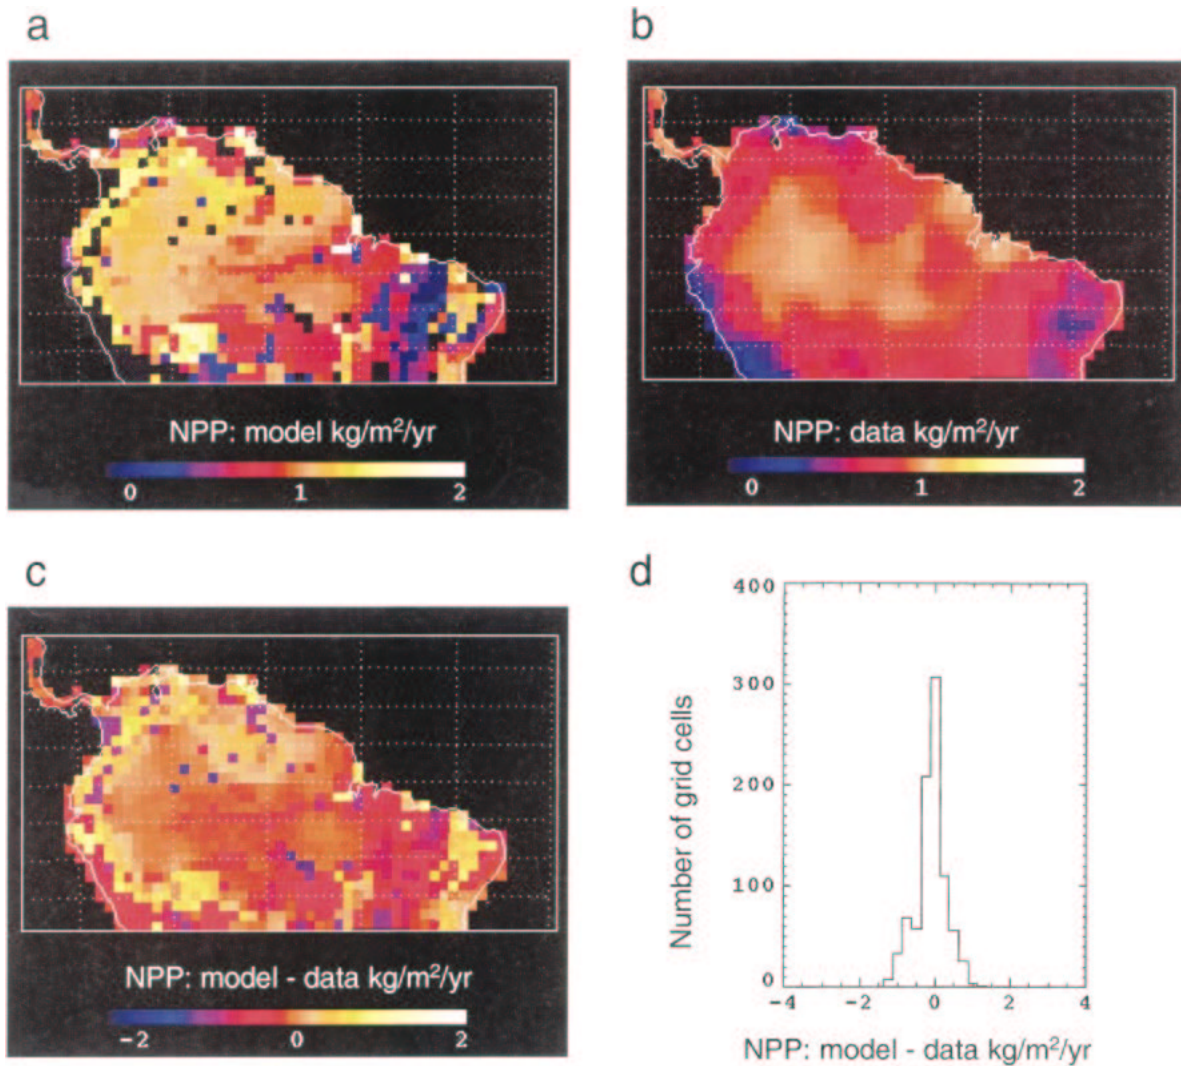 a
b
NPP: model kg/m²/yr
0 1 2
NPP: data kg/m²/yr
0 1 2
c
d
NPP: model - data kg/m²/yr
-2 0 2
400
300
200
100
0
-4 -2 0 2 4
Number of grid cells
NPP: model - data kg/m²/yr